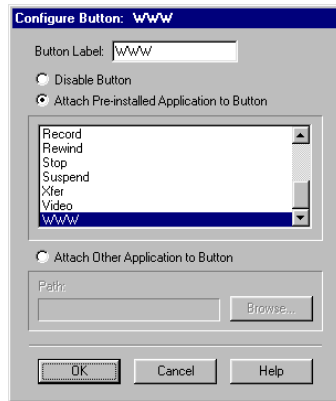 Configure Button: WWW
Button Label: WWW
Disable Button
Attach Pre-installed Application to Button
Record
Rewind
Stop
Suspend
Xfer
Video
WWW
Attach Other Application to Button
Path:
Browse...
OK Cancel Help